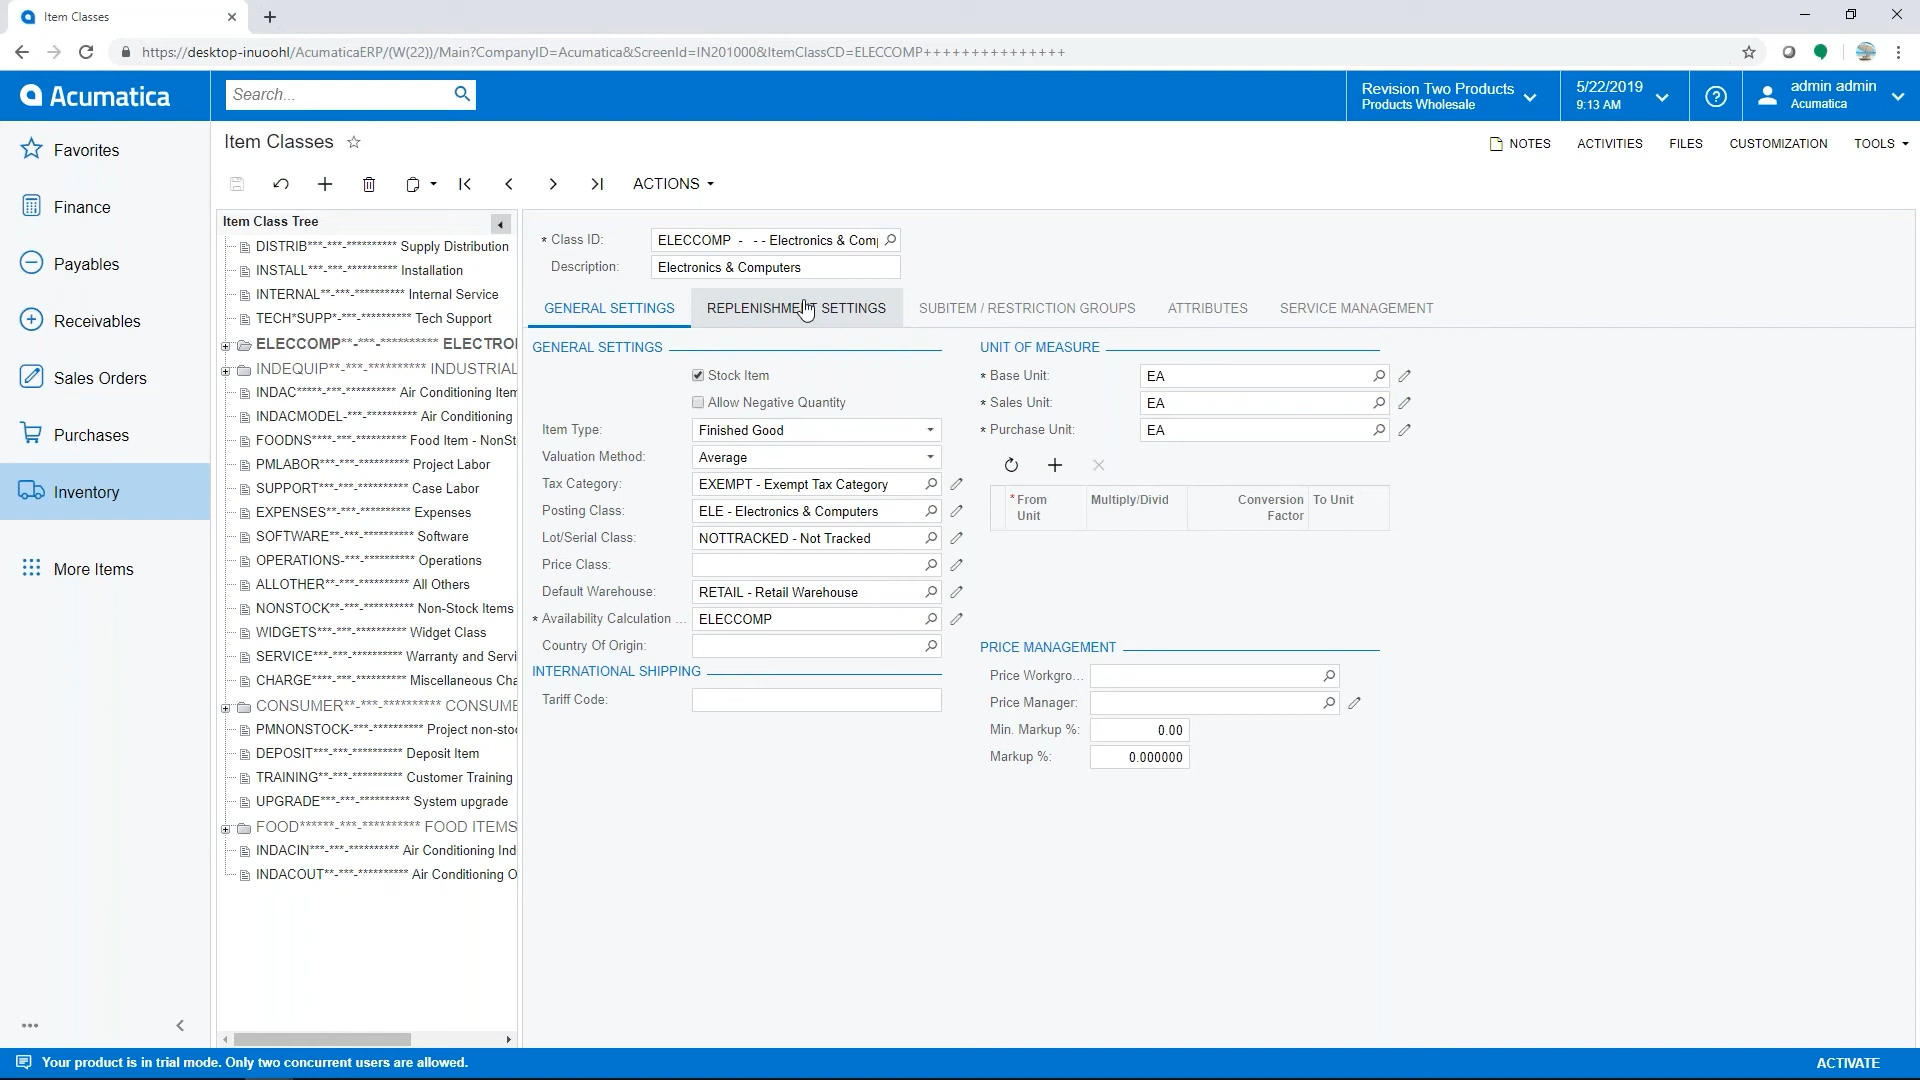 Item Classes
https://desktop-inuoohl/AcumaticaERP/(W(22))/Main?CompanyID=Acumatica&ScreenId=IN201000&ItemClassCD=ELECCOMP+++++++++++++++
Acumatica
Search...
Revision Two Products
Products Wholesale
5/22/2019
9:13 AM
admin admin
Acumatica
Favorites
Finance
Payables
Receivables
Sales Orders
Purchases
Inventory
More Items
Item Classes
NOTES
ACTIVITIES
FILES
CUSTOMIZATION
TOOLS
ACTIONS
Item Class Tree
DISTRIB***-***-********** Supply Distribution
INSTALL***-***-********** Installation
INTERNAL**-***-********** Internal Service
TECH*SUPP*-***-********** Tech Support
ELECCOMP**-***-********** ELECTRO
INDEQUIP**-***-********** INDUSTRIAL
INDAC*****-***-********** Air Conditioning Item
INDACMODEL-***-********** Air Conditioning
FOODNS****-***-********** Food Item - NonSt
PMLABOR***-***-********** Project Labor
SUPPORT***-***-********** Case Labor
EXPENSES**-***-********** Expenses
SOFTWARE**-***-********** Software
OPERATIONS-***-********** Operations
ALLOTHER**-***-********** All Others
NONSTOCK**-***-********** Non-Stock Items
WIDGETS***-***-********** Widget Class
SERVICE***-***-********** Warranty and Servi
CHARGE****-***-********** Miscellaneous Cha
CONSUMER**-***-********** CONSUME
PMNONSTOCK-***-********** Project non-sto
DEPOSIT***-***-********** Deposit Item
TRAINING**-***-********** Customer Training
UPGRADE***-***-********** System upgrade
FOOD******-***-********** FOOD ITEMS
INDACIN***-***-********** Air Conditioning Ind
INDACOUT**-***-********** Air Conditioning O
* Class ID: ELECCOMP - - - Electronics & Com
Description: Electronics & Computers
GENERAL SETTINGS
REPLENISHMENT SETTINGS
SUBITEM / RESTRICTION GROUPS
ATTRIBUTES
SERVICE MANAGEMENT
GENERAL SETTINGS
Stock Item
Allow Negative Quantity
Item Type: Finished Good
Valuation Method: Average
Tax Category: EXEMPT - Exempt Tax Category
Posting Class: ELE - Electronics & Computers
Lot/Serial Class: NOTTRACKED - Not Tracked
Price Class:
Default Warehouse: RETAIL - Retail Warehouse
* Availability Calculation ... ELECCOMP
Country Of Origin:
INTERNATIONAL SHIPPING
Tariff Code:
UNIT OF MEASURE
* Base Unit: EA
* Sales Unit: EA
* Purchase Unit: EA
* From Unit
Multiply/Divid
Conversion Factor
To Unit
PRICE MANAGEMENT
Price Workgro...
Price Manager:
Min. Markup %: 0.00
Markup %: 0.000000
Your product is in trial mode. Only two concurrent users are allowed.
ACTIVATE